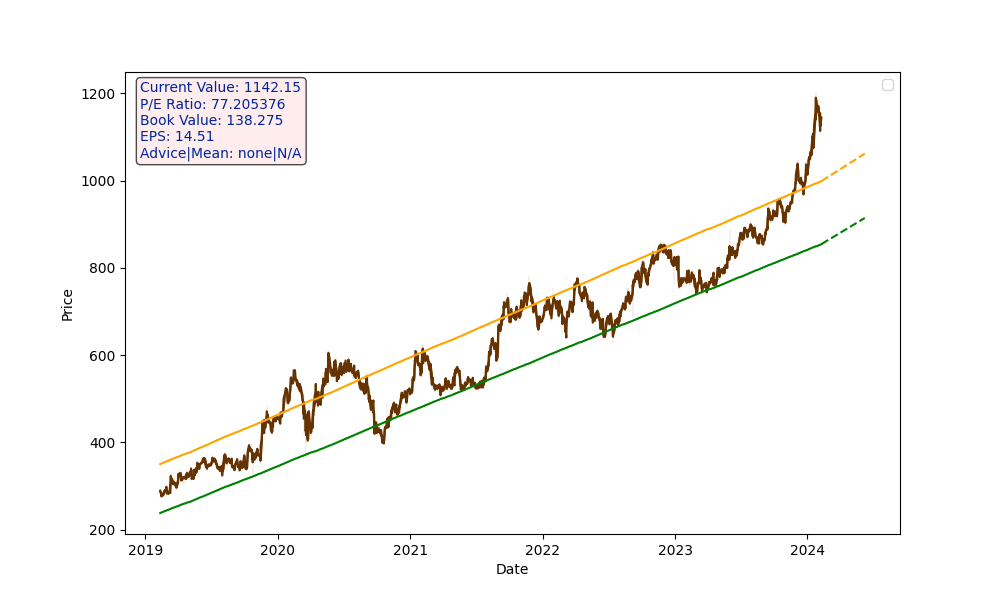 Current Value: 1142.15
P/E Ratio: 77.205376
Book Value: 138.275
EPS: 14.51
Advice|Mean: none|N/A
1200
1000
800
600
400
200
Price
2019 2020 2021 2022 2023 2024
Date